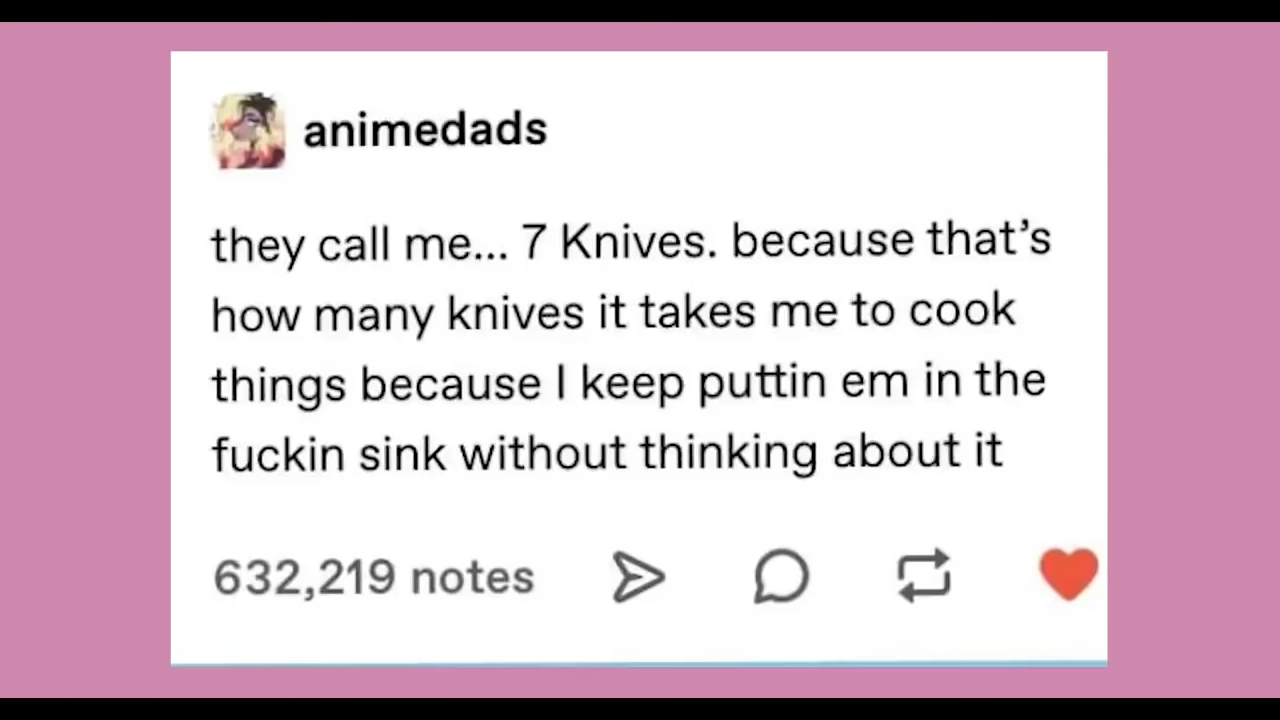 animedads
they call me... 7 Knives. because that’s
how many knives it takes me to cook
things because I keep puttin em in the
fuckin sink without thinking about it
632,219 notes